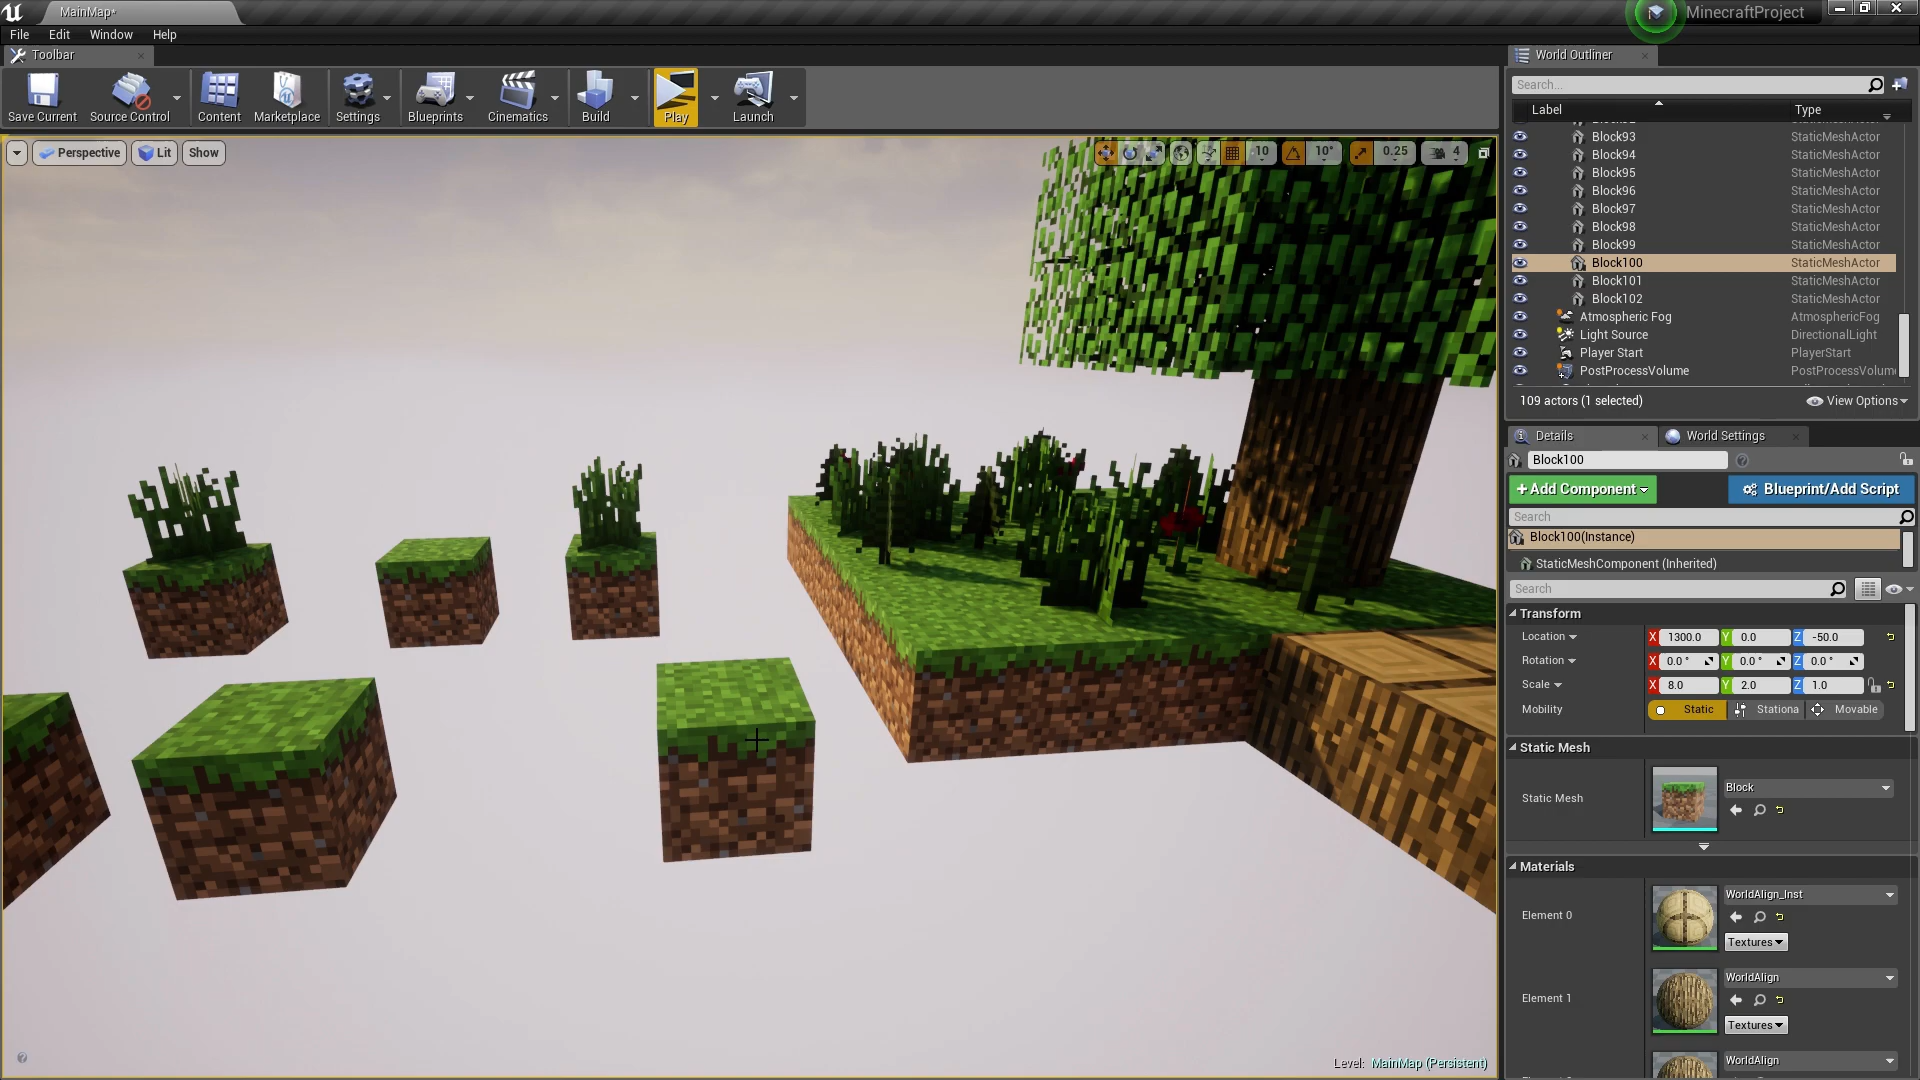 MainMap*
MinecraftProject
File Edit Window Help
Toolbar
World Outliner
Save Current Source Control Content Marketplace Settings Blueprints Cinematics Build Play Launch
Search...
Label Type
Perspective Lit Show
10 10° 0.25 4
Block93 StaticMeshActor
Block94 StaticMeshActor
Block95 StaticMeshActor
Block96 StaticMeshActor
Block97 StaticMeshActor
Block98 StaticMeshActor
Block99 StaticMeshActor
Block100 StaticMeshActor
Block101 StaticMeshActor
Block102 StaticMeshActor
Atmospheric Fog AtmosphericFog
Light Source DirectionalLight
Player Start PlayerStart
PostProcessVolume PostProcessVolum
109 actors (1 selected) View Options
Details World Settings
Block100
+Add Component Blueprint/Add Script
Search
Block100(Instance)
StaticMeshComponent (Inherited)
Search
Transform
Location X 1300.0 Y 0.0 Z -50.0
Rotation X 0.0° Y 0.0° Z 0.0°
Scale X 8.0 Y 2.0 Z 1.0
Mobility Static Stationa Movable
Static Mesh
Static Mesh Block
Materials
Element 0 WorldAlign_Inst
Textures
Element 1 WorldAlign
Textures
WorldAlign
Level: MainMap (Persistent)